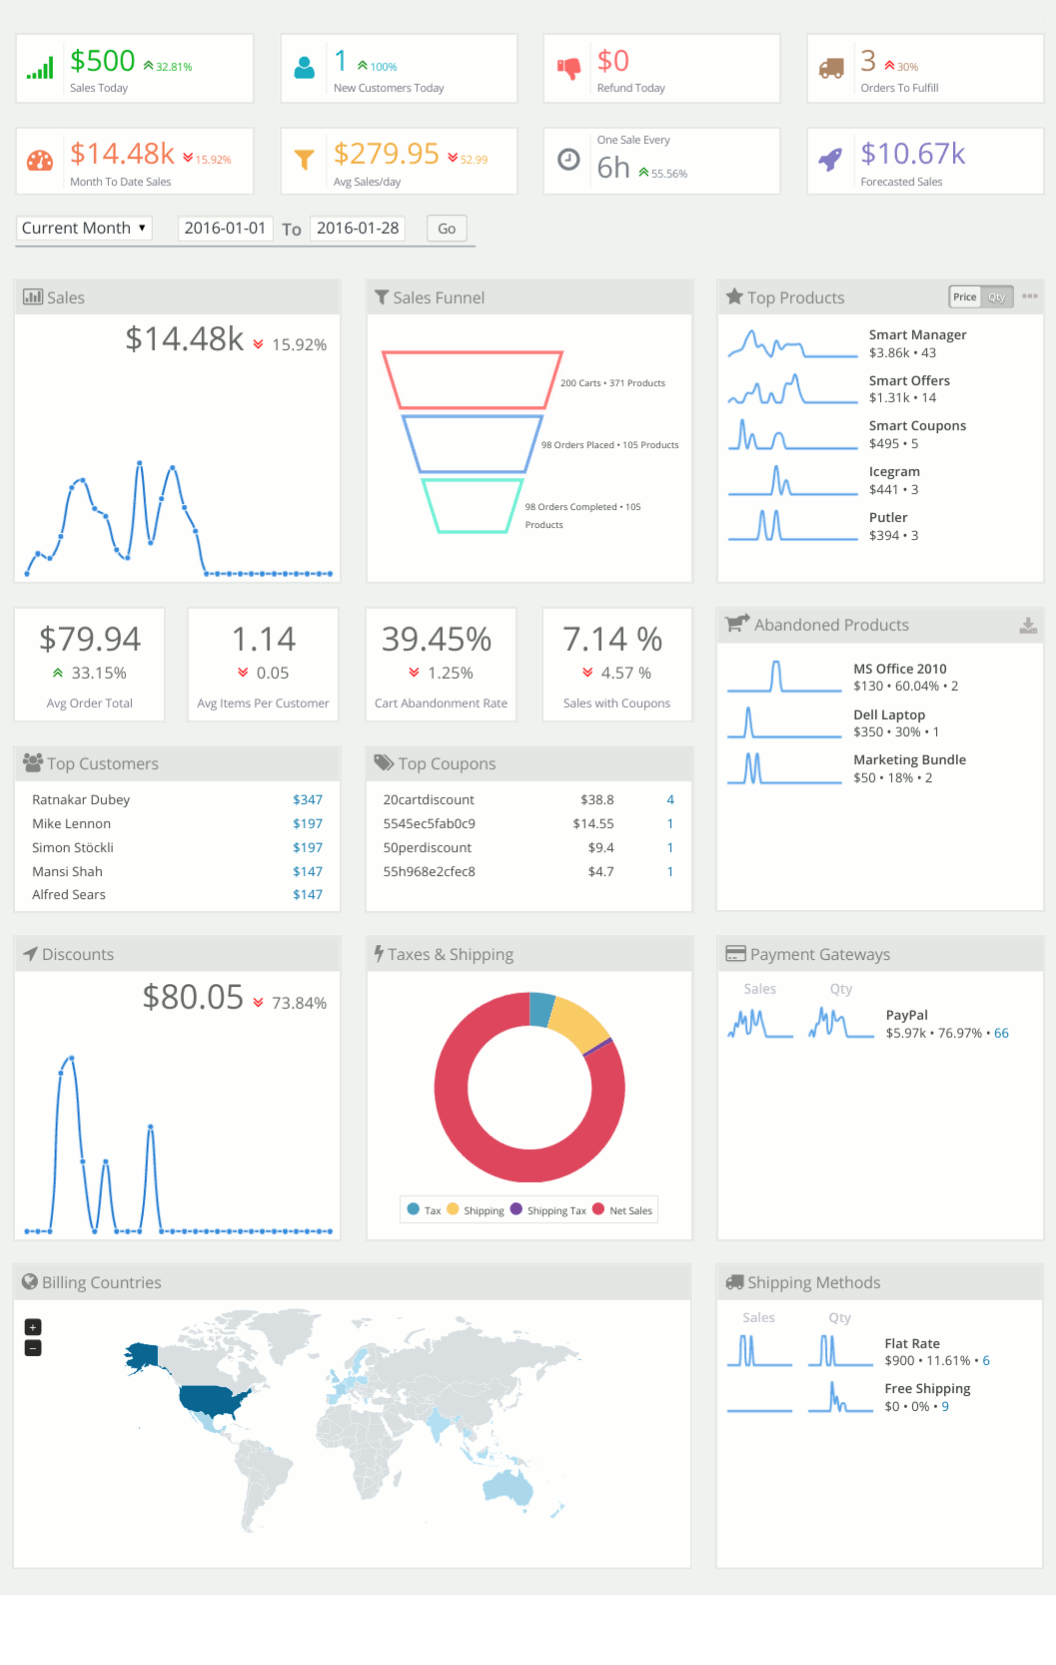 $500 32.81%
Sales Today
1 100%
New Customers Today
$0
Refund Today
3 30%
Orders To Fulfill
$14.48k 15.92%
Month To Date Sales
$279.95 52.99
Avg Sales/day
One Sale Every
6h 55.56%
$10.67k
Forecasted Sales
Current Month 2016-01-01 To 2016-01-28 Go
Sales
$14.48k 15.92%
Sales Funnel
200 Carts • 371 Products
98 Orders Placed • 105 Products
98 Orders Completed • 105
Products
Top Products Price Qty
Smart Manager
$3.86k • 43
Smart Offers
$1.31k • 14
Smart Coupons
$495 • 5
Icegram
$441 • 3
Putler
$394 • 3
$79.94
33.15%
Avg Order Total
1.14
0.05
Avg Items Per Customer
39.45%
1.25%
Cart Abandonment Rate
7.14 %
4.57 %
Sales with Coupons
Abandoned Products
MS Office 2010
$130 • 60.04% • 2
Dell Laptop
$350 • 30% • 1
Marketing Bundle
$50 • 18% • 2
Top Customers
Ratnakar Dubey $347
Mike Lennon $197
Simon Stöckli $197
Mansi Shah $147
Alfred Sears $147
Top Coupons
20cartdiscount $38.8 4
5545ec5fab0c9 $14.55 1
50perdiscount $9.4 1
55h968e2cfec8 $4.7 1
Discounts
$80.05 73.84%
Taxes & Shipping
Tax Shipping Shipping Tax Net Sales
Payment Gateways
Sales Qty
PayPal
$5.97k • 76.97% • 66
Billing Countries
+
−
Shipping Methods
Sales Qty
Flat Rate
$900 • 11.61% • 6
Free Shipping
$0 • 0% • 9